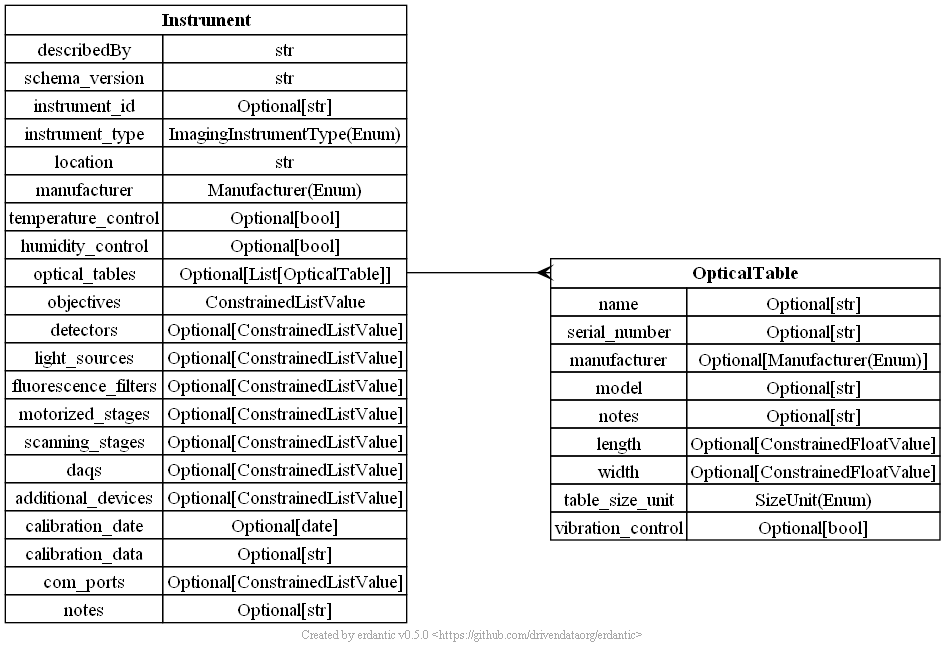 Instrument
describedBy str
schema_version str
instrument_id Optional[str]
instrument_type ImagingInstrumentType(Enum)
location str
manufacturer Manufacturer(Enum)
temperature_control Optional[bool]
humidity_control Optional[bool]
optical_tables Optional[List[OpticalTable]]
objectives ConstrainedListValue
detectors Optional[ConstrainedListValue]
light_sources Optional[ConstrainedListValue]
fluorescence_filters Optional[ConstrainedListValue]
motorized_stages Optional[ConstrainedListValue]
scanning_stages Optional[ConstrainedListValue]
daqs Optional[ConstrainedListValue]
additional_devices Optional[ConstrainedListValue]
calibration_date Optional[date]
calibration_data Optional[str]
com_ports Optional[ConstrainedListValue]
notes Optional[str]
OpticalTable
name Optional[str]
serial_number Optional[str]
manufacturer Optional[Manufacturer(Enum)]
model Optional[str]
notes Optional[str]
length Optional[ConstrainedFloatValue]
width Optional[ConstrainedFloatValue]
table_size_unit SizeUnit(Enum)
vibration_control Optional[bool]
Created by erdantic v0.5.0 <https://github.com/drivendataorg/erdantic>